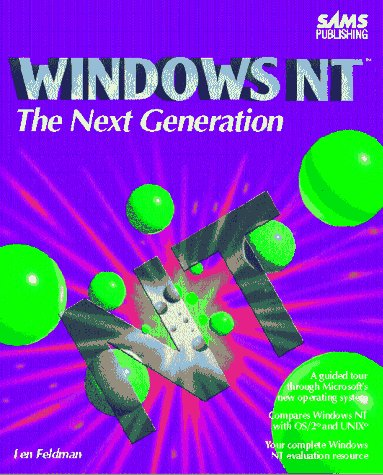 SAMS
PUBLISHING
WINDOWS NT™
The Next Generation
NT
A guided tour
through Microsoft's
new operating system
Compares Windows NT
with OS/2® and UNIX®
Your complete Windows
NT evaluation resource
Len Feldman